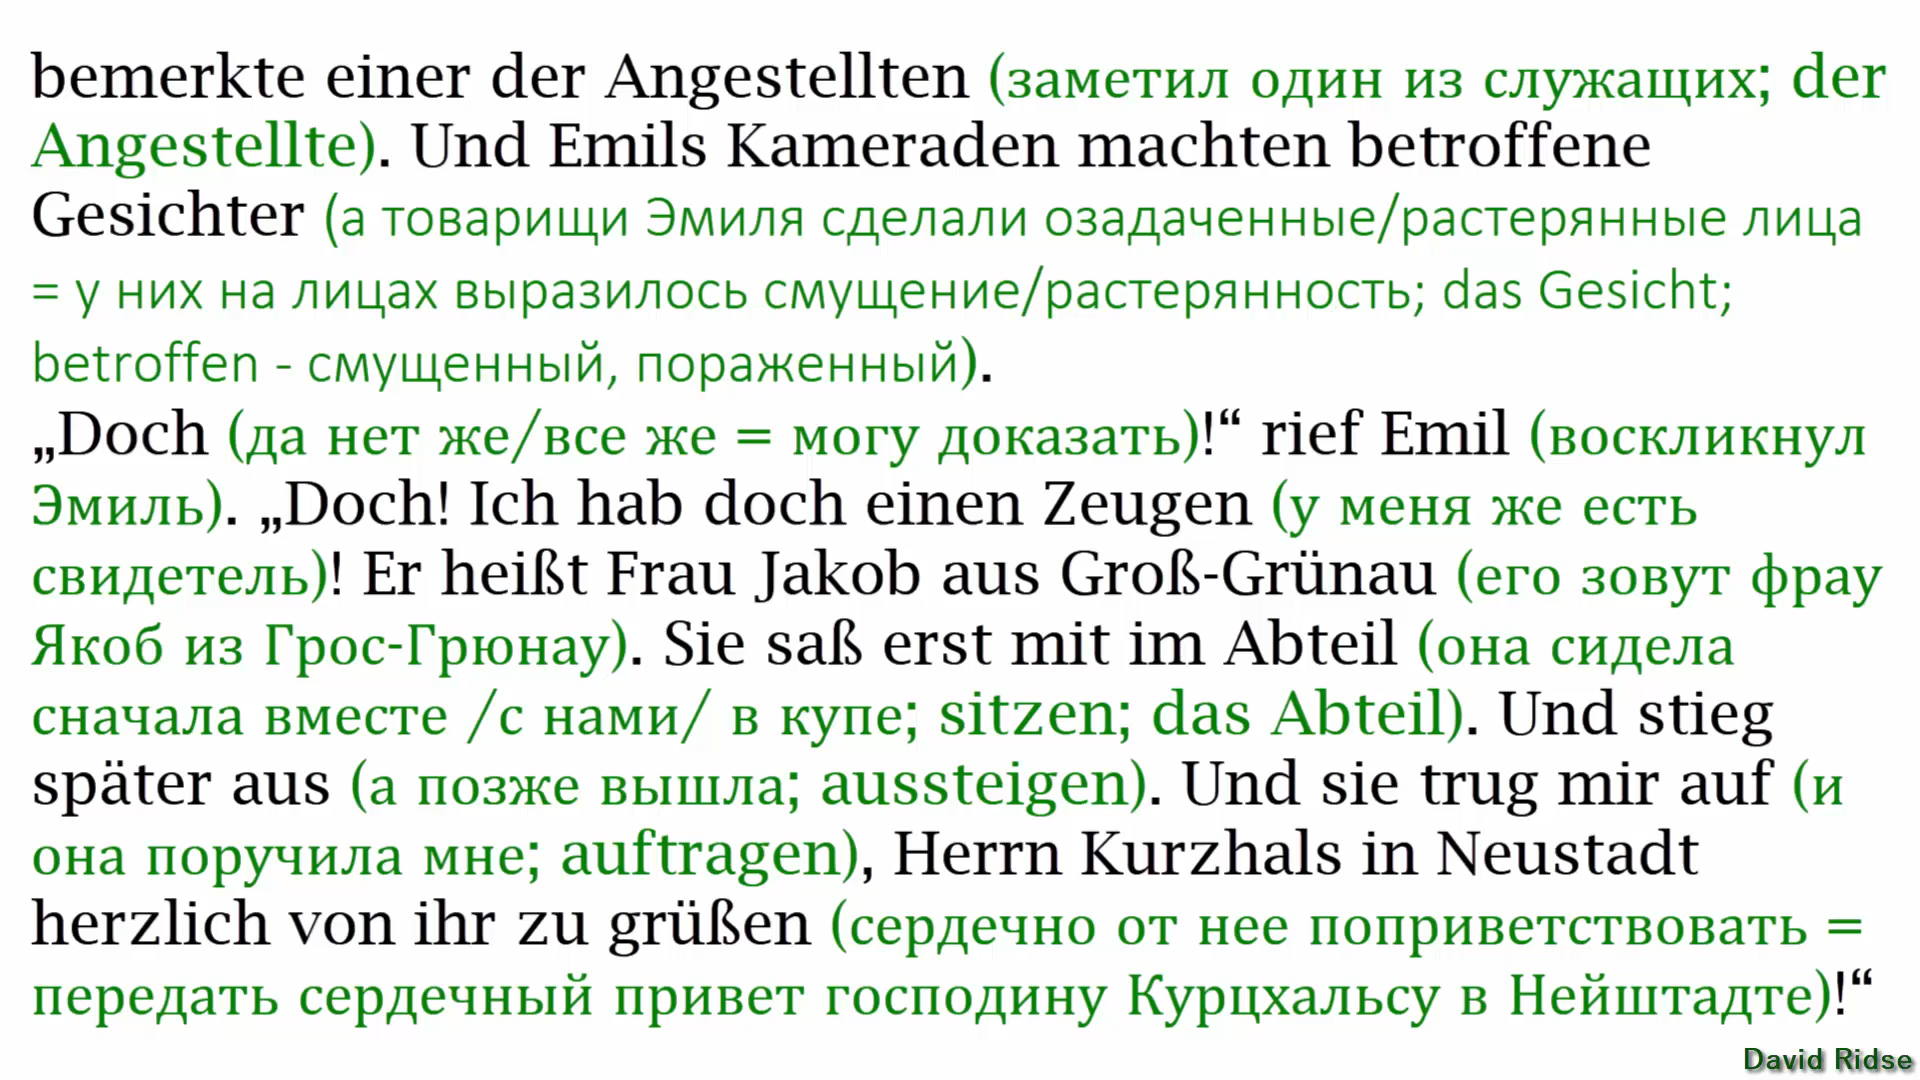 bemerkte einer der Angestellten (заметил один из служащих; der
Angestellte). Und Emils Kameraden machten betroffene
Gesichter (а товарищи Эмиля сделали озадаченные/растерянные лица
= у них на лицах выразилось смущение/растерянность; das Gesicht;
betroffen - смущенный, пораженный).
„Doch (да нет же/все же = могу доказать)!“ rief Emil (воскликнул
Эмиль). „Doch! Ich hab doch einen Zeugen (у меня же есть
свидетель)! Er heißt Frau Jakob aus Groß-Grünau (его зовут фрау
Якоб из Грос-Грюнау). Sie saß erst mit im Abteil (она сидела
сначала вместе /с нами/ в купе; sitzen; das Abteil). Und stieg
später aus (а позже вышла; aussteigen). Und sie trug mir auf (и
она поручила мне; auftragen), Herrn Kurzhals in Neustadt
herzlich von ihr zu grüßen (сердечно от нее поприветствовать =
передать сердечный привет господину Курцхальсу в Нейштадте)!“
David Ridse